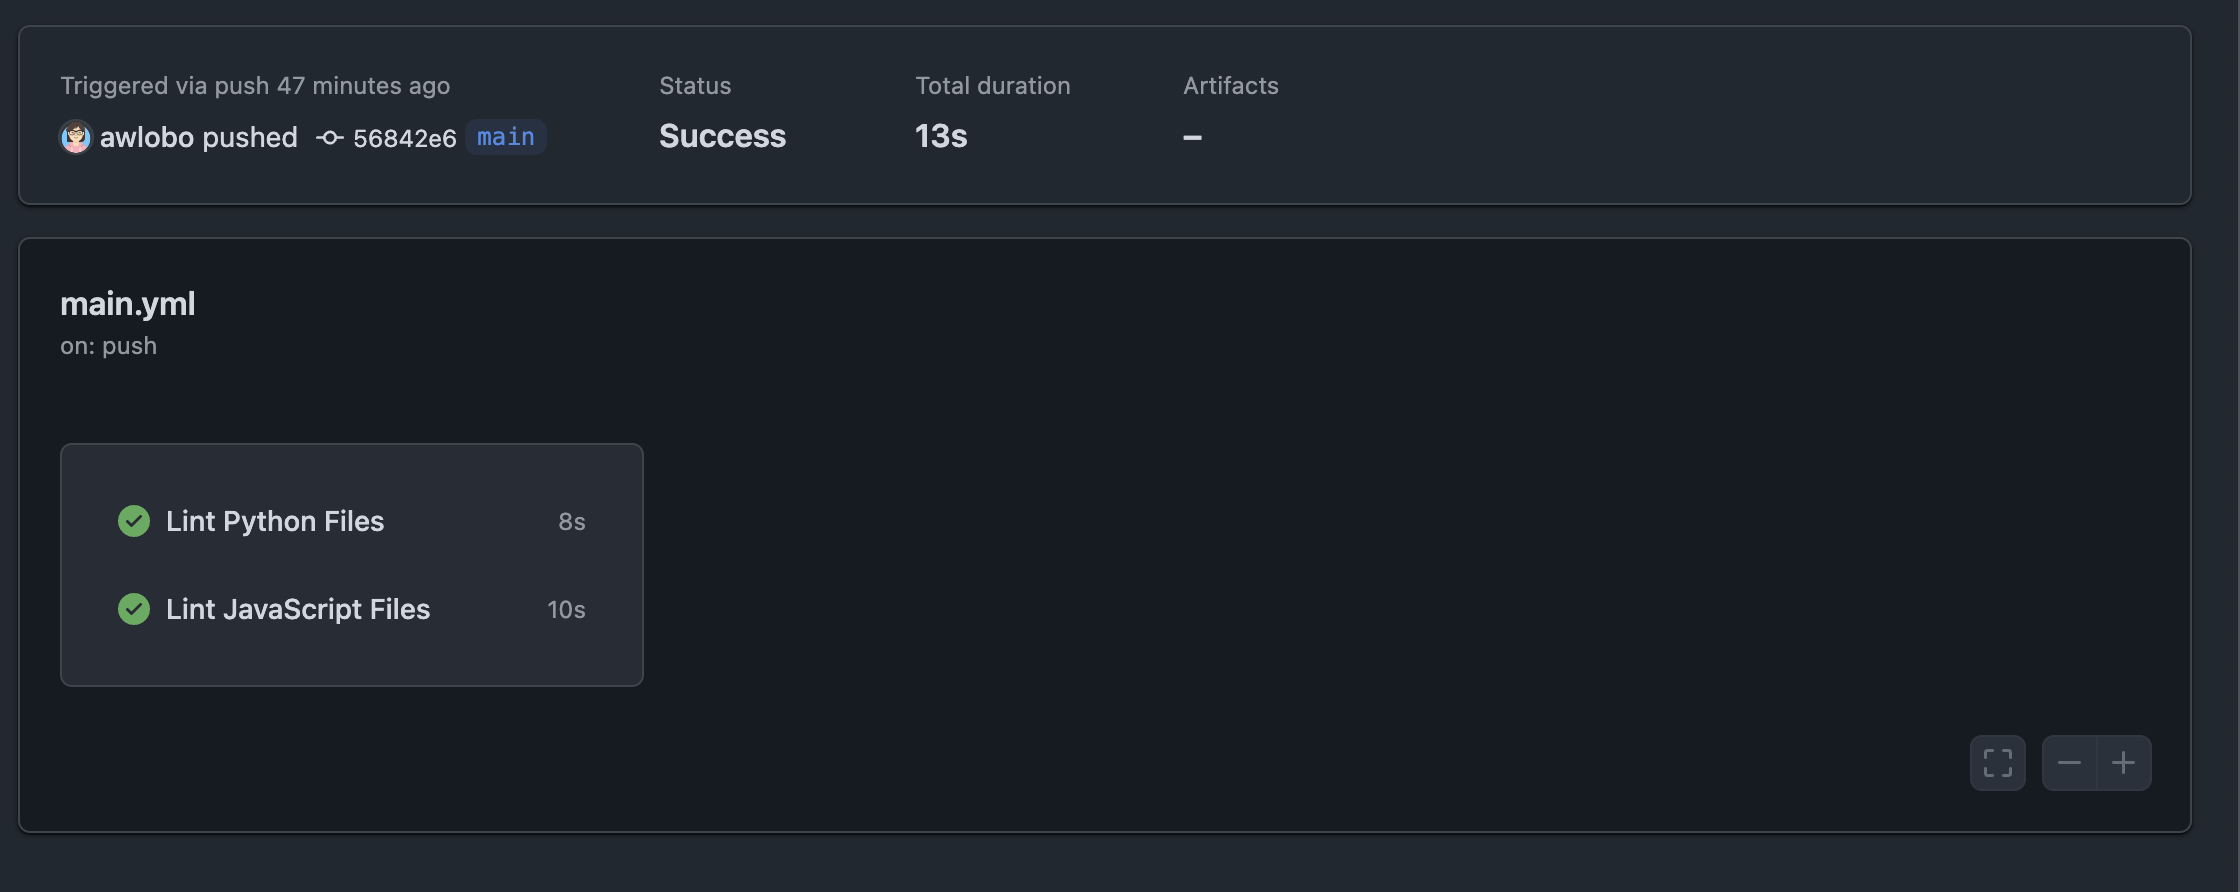 Triggered via push 47 minutes ago
awlobo pushed 56842e6 main
Status
Success
Total duration
13s
Artifacts
–
main.yml
on: push
Lint Python Files 8s
Lint JavaScript Files 10s